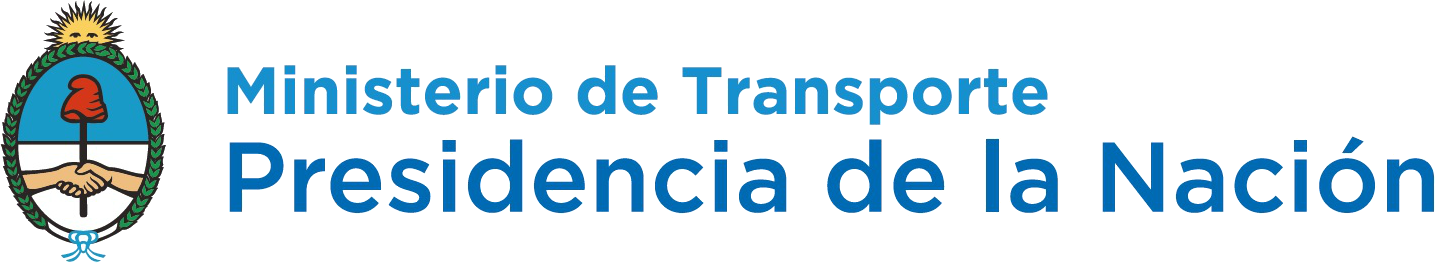 Ministerio de Transporte
Presidencia de la Nación